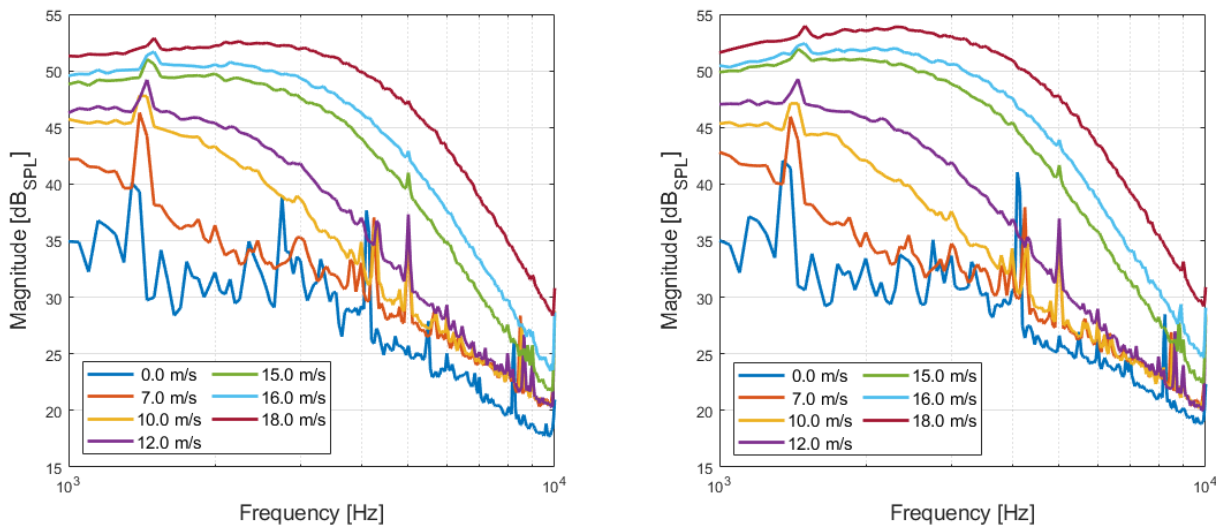 55
50
45
40
35
30
25
20
15
Magnitude [dB_SPL]
0.0 m/s
7.0 m/s
10.0 m/s
12.0 m/s
15.0 m/s
16.0 m/s
18.0 m/s
10^3
10^4
Frequency [Hz]
55
50
45
40
35
30
25
20
15
Magnitude [dB_SPL]
0.0 m/s
7.0 m/s
10.0 m/s
12.0 m/s
15.0 m/s
16.0 m/s
18.0 m/s
10^3
10^4
Frequency [Hz]